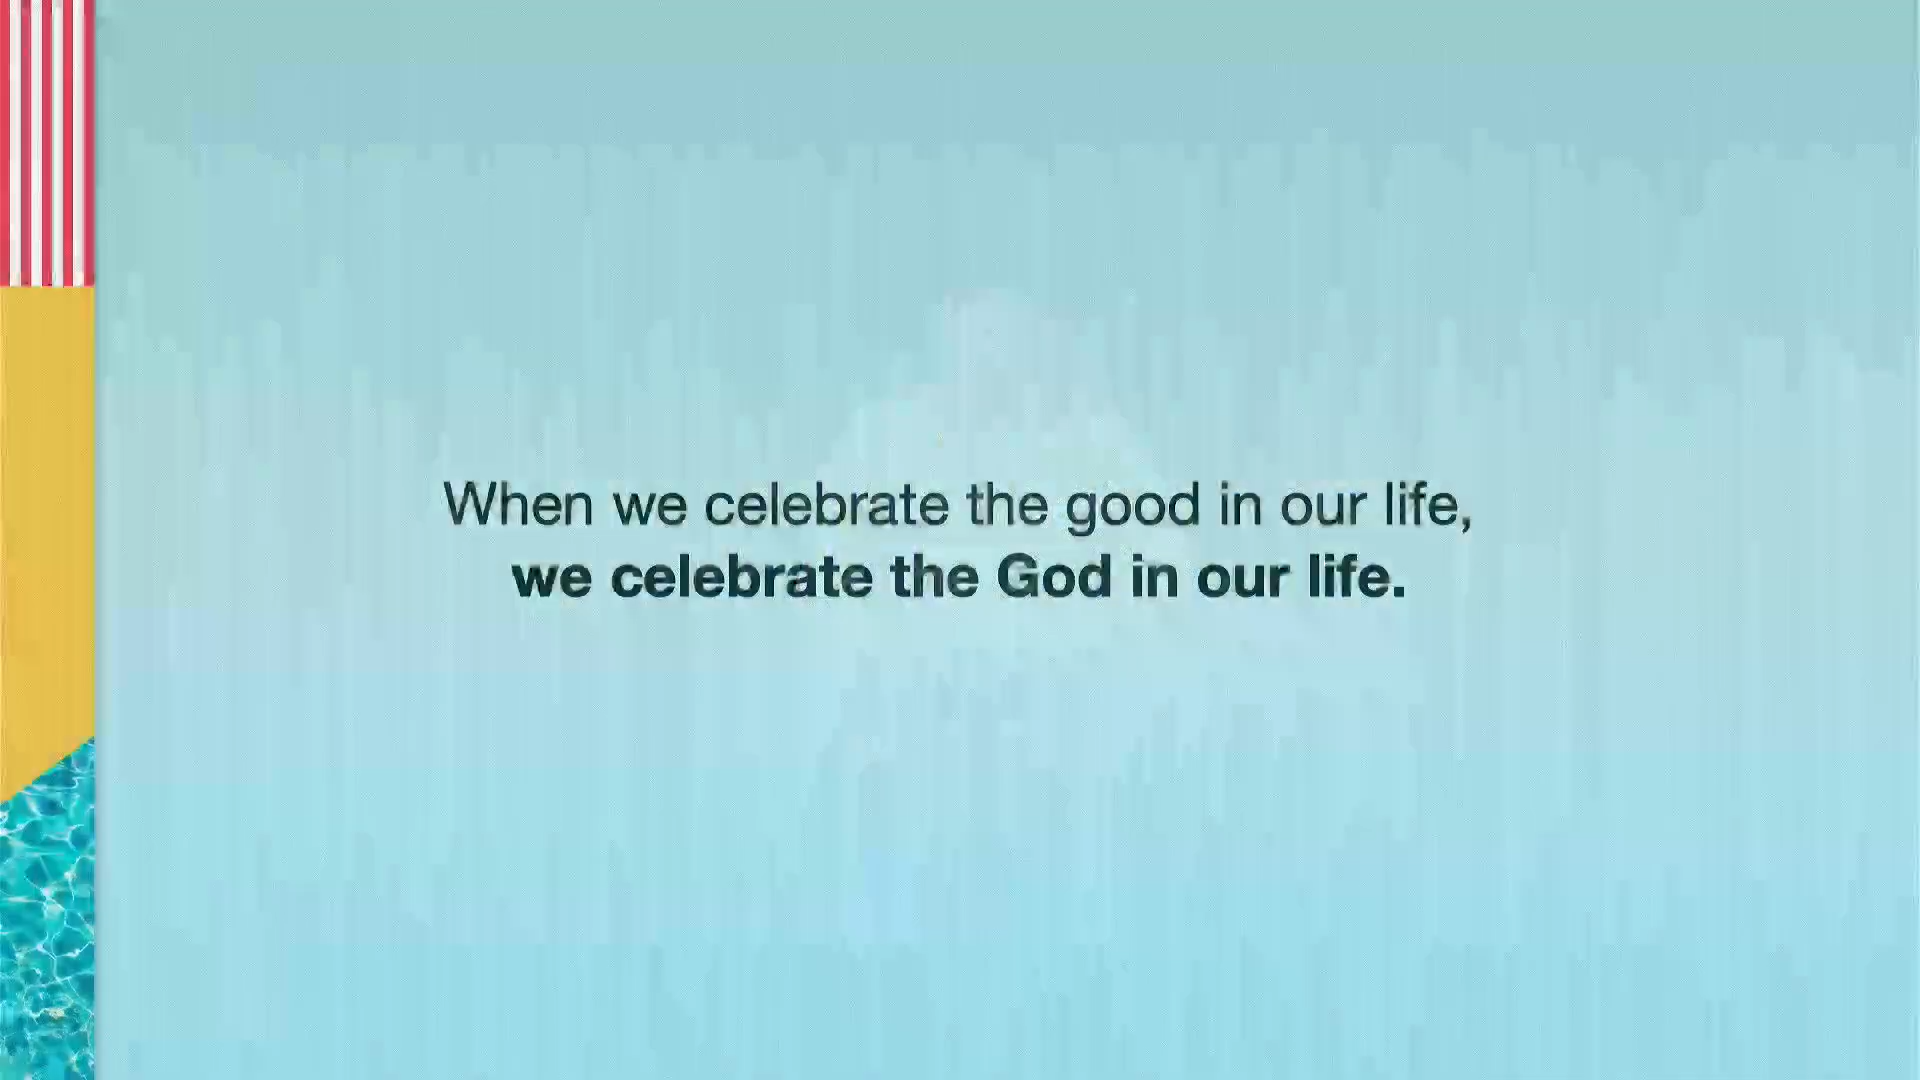 When we celebrate the good in our life,
we celebrate the God in our life.